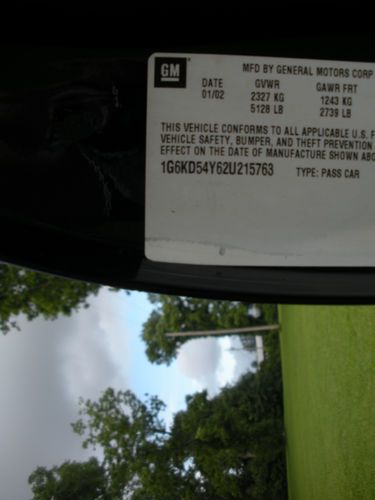 GM
MFD BY GENERAL MOTORS CORP
DATE GVWR GAWR FRT
01/02 2327 KG 1243 KG
5128 LB 2739 LB
THIS VEHICLE CONFORMS TO ALL APPLICABLE U.S. F
VEHICLE SAFETY, BUMPER, AND THEFT PREVENTION
EFFECT ON THE DATE OF MANUFACTURE SHOWN ABO
1G6KD54Y62U215763 TYPE: PASS CAR